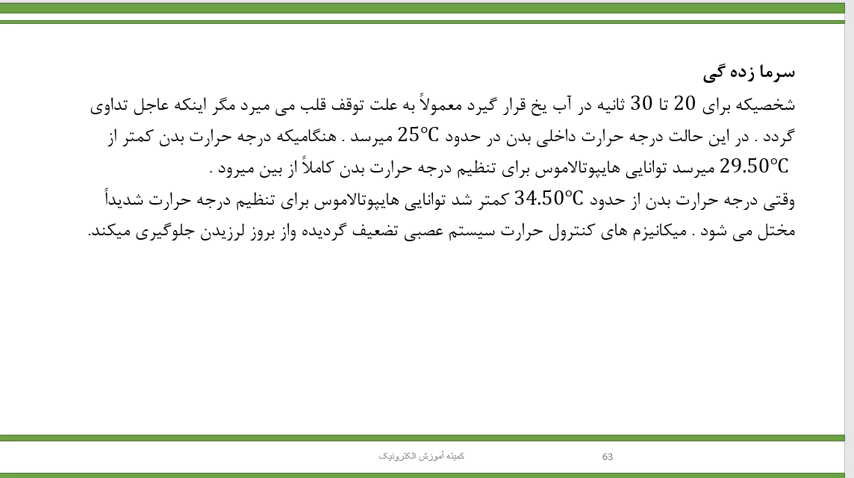 سرما زده گی
شخصیکه برای 20 تا 30 ثانیه در آب یخ قرار گیرد معمولاً به علت توقف قلب می میرد مگر اینکه عاجل تداوی
گردد . در این حالت درجه حرارت داخلی بدن در حدود 25°C میرسد . هنگامیکه درجه حرارت بدن کمتر از
29.50°C میرسد توانایی هایپوتالاموس برای تنظیم درجه حرارت بدن کاملاً از بین میرود .
وقتی درجه حرارت بدن از حدود 34.50°C کمتر شد توانایی هایپوتالاموس برای تنظیم درجه حرارت شدیداً
مختل می شود . میکانیزم های کنترول حرارت سیستم عصبی تضعیف گردیده واز بروز لرزیدن جلوگیری میکند.
63
کمیته آموزش الکترونیک